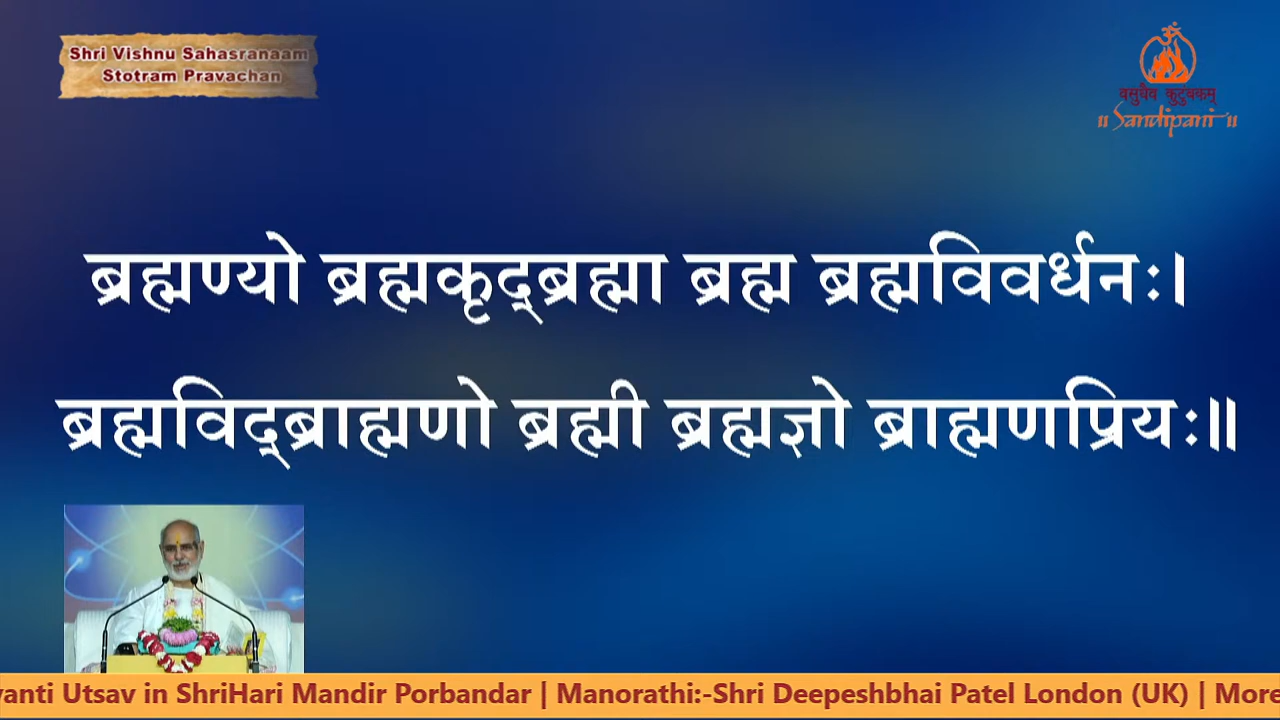 Shri Vishnu Sahasranaam
Stotram Pravachan
वसुधैव कुटुंबकम्
॥ Sandipani ॥
ब्रह्मण्यो ब्रह्मकृद्ब्रह्मा ब्रह्म ब्रह्मविवर्धनः।
ब्रह्मविद्ब्राह्मणो ब्रह्मी ब्रह्मज्ञो ब्राह्मणप्रियः॥
yanti Utsav in ShriHari Mandir Porbandar | Manorathi:-Shri Deepeshbhai Patel London (UK) | More